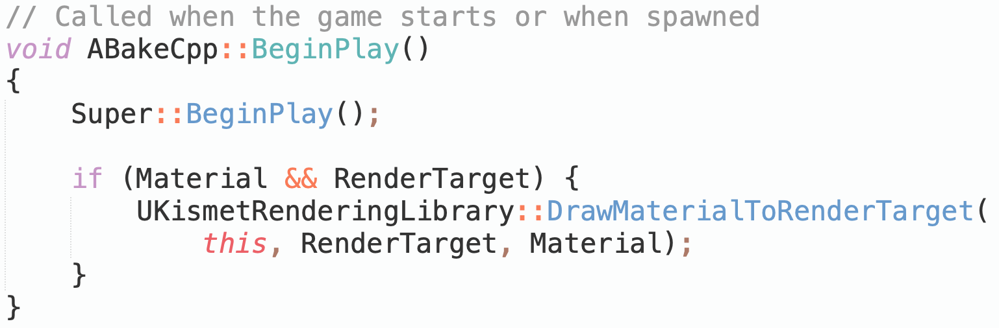 // Called when the game starts or when spawned
void ABakeCpp::BeginPlay()
{
    Super::BeginPlay();

    if (Material && RenderTarget) {
        UKismetRenderingLibrary::DrawMaterialToRenderTarget(
            this, RenderTarget, Material);
    }
}